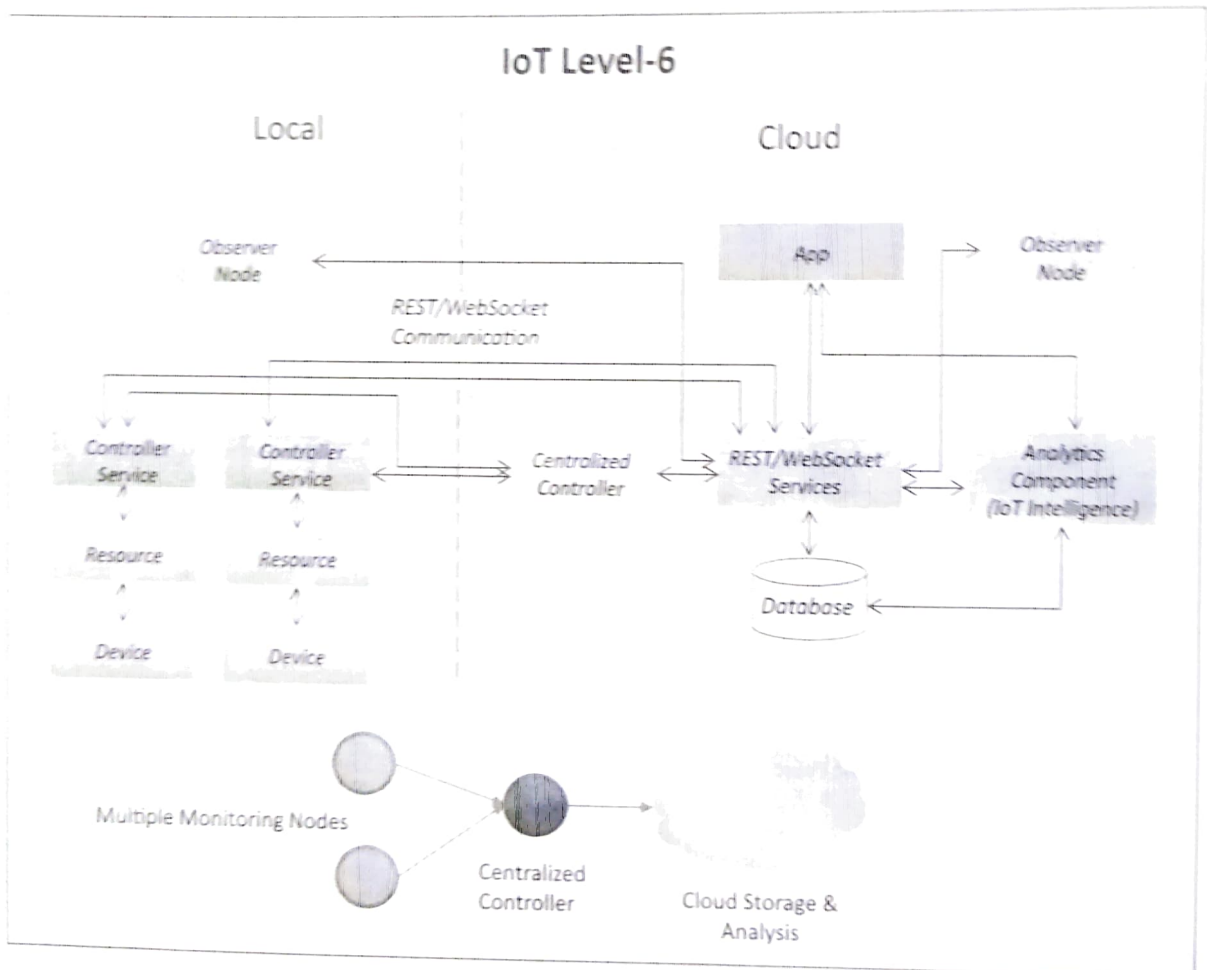 IoT Level-6
Local
Cloud
Observer
Node
App
Observer
Node
REST/WebSocket
Communication
Controller
Service
Controller
Service
Centralized
Controller
REST/WebSocket
Services
Analytics
Component
(IoT Intelligence)
Resource
Resource
Database
Device
Device
Multiple Monitoring Nodes
Centralized
Controller
Cloud Storage &
Analysis